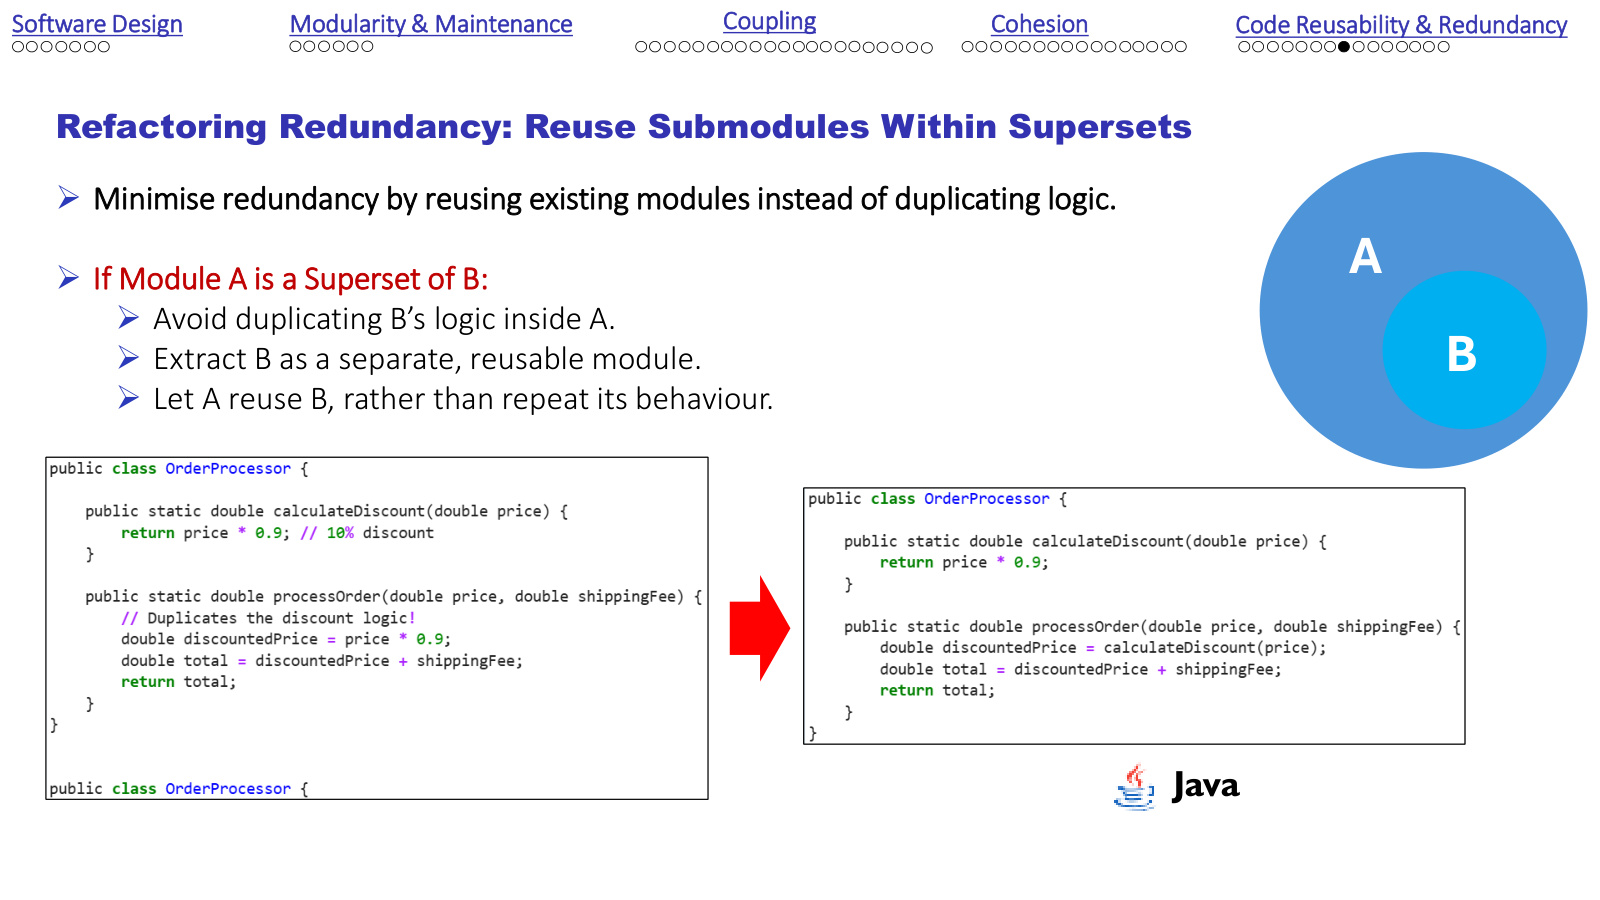 Software Design
Modularity & Maintenance
Coupling
Cohesion
Code Reusability & Redundancy
Refactoring Redundancy: Reuse Submodules Within Supersets
Minimise redundancy by reusing existing modules instead of duplicating logic.
If Module A is a Superset of B:
Avoid duplicating B’s logic inside A.
Extract B as a separate, reusable module.
Let A reuse B, rather than repeat its behaviour.
A
B
public class OrderProcessor {
public static double calculateDiscount(double price) {
return price * 0.9; // 10% discount
}
public static double processOrder(double price, double shippingFee) {
// Duplicates the discount logic!
double discountedPrice = price * 0.9;
double total = discountedPrice + shippingFee;
return total;
}
}
public class OrderProcessor {
public class OrderProcessor {
public static double calculateDiscount(double price) {
return price * 0.9;
}
public static double processOrder(double price, double shippingFee) {
double discountedPrice = calculateDiscount(price);
double total = discountedPrice + shippingFee;
return total;
}
}
Java